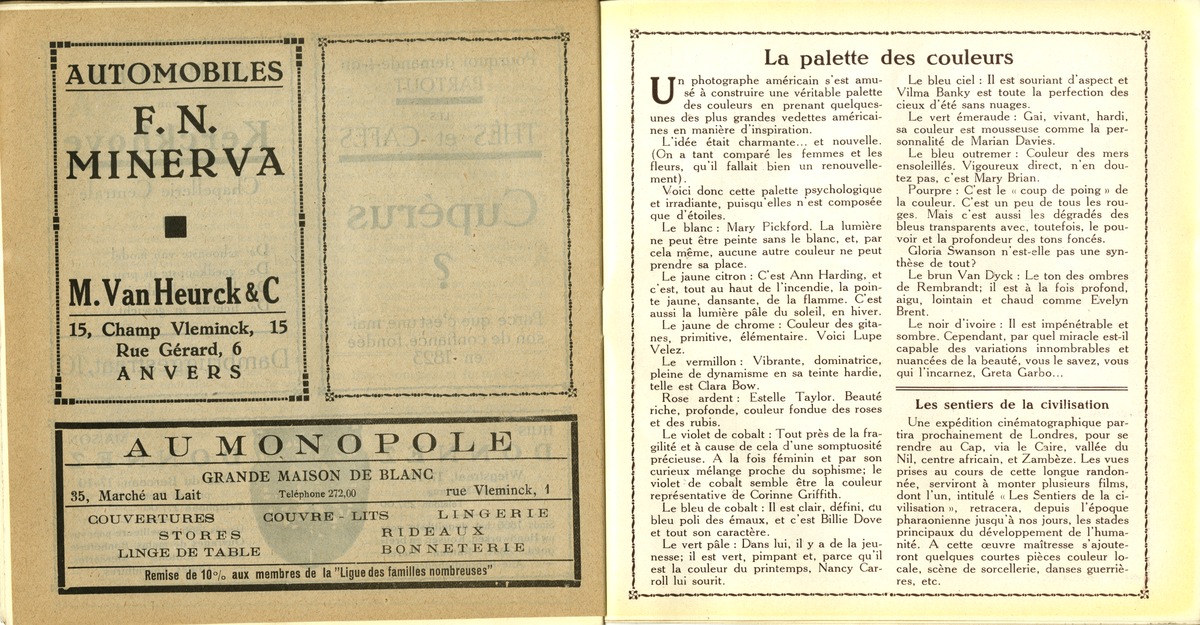 AUTOMOBILES
F. N.
MINERVA
M. Van Heurck & C
15, Champ Vleminck, 15
Rue Gérard, 6
ANVERS
AU MONOPOLE
GRANDE MAISON DE BLANC
35, Marché au Lait Téléphone 272,00 rue Vleminck, 1
COUVERTURES COUVRE-LITS LINGERIE
STORES RIDEAUX
LINGE DE TABLE BONNETERIE
Remise de 10% aux membres de la "Ligue des familles nombreuses"
La palette des couleurs
Un photographe américain s'est amu-
sé à construire une véritable palette
des couleurs en prenant quelques-
unes des plus grandes vedettes américai-
nes en manière d'inspiration.
L'idée était charmante... et nouvelle.
(On a tant comparé les femmes et les
fleurs, qu'il fallait bien un renouvelle-
ment).
Voici donc cette palette psychologique
et irradiante, puisqu'elles n'est composée
que d'étoiles.
Le blanc : Mary Pickford. La lumière
ne peut être peinte sans le blanc, et, par
cela même, aucune autre couleur ne peut
prendre sa place.
Le jaune citron : C'est Ann Harding, et
c'est, tout au haut de l'incendie, la poin-
te jaune, dansante, de la flamme. C'est
aussi la lumière pâle du soleil, en hiver.
Le jaune de chrome : Couleur des gita-
nes, primitive, élémentaire. Voici Lupe
Velez.
Le vermillon : Vibrante, dominatrice,
pleine de dynamisme en sa teinte hardie,
telle est Clara Bow.
Rose ardent : Estelle Taylor. Beauté
riche, profonde, couleur fondue des roses
et des rubis.
Le violet de cobalt : Tout près de la fra-
gilité et à cause de cela d'une somptuosité
précieuse. A la fois féminin et par son
curieux mélange proche du sophisme; le
violet de cobalt semble être la couleur
représentative de Corinne Griffith.
Le bleu de cobalt : Il est clair, défini, du
bleu poli des émaux, et c'est Billie Dove
et tout son caractère.
Le vert pâle : Dans lui, il y a de la jeu-
nesse; il est vert, pimpant et, parce qu'il
est la couleur du printemps, Nancy Car-
roll lui sourit.
Le bleu ciel : Il est souriant d'aspect et
Vilma Banky est toute la perfection des
cieux d'été sans nuages.
Le vert émeraude : Gai, vivant, hardi,
sa couleur est mousseuse comme la per-
sonnalité de Marian Davies.
Le bleu outremer : Couleur des mers
ensoleillés. Vigoureux direct, n'en dou-
tez pas, c'est Mary Brian.
Pourpre : C'est le « coup de poing » de
la couleur. C'est un peu de tous les rou-
ges. Mais c'est aussi les dégradés des
bleus transparents avec, toutefois, le pou-
voir et la profondeur des tons foncés.
Gloria Swanson n'est-elle pas une syn-
thèse de tout?
Le brun Van Dyck : Le ton des ombres
de Rembrandt; il est à la fois profond,
aigu, lointain et chaud comme Evelyn
Brent.
Le noir d'ivoire : Il est impénétrable et
sombre. Cependant, par quel miracle est-il
capable des variations innombrables et
nuancées de la beauté, vous le savez, vous
qui l'incarnez, Greta Garbo...
Les sentiers de la civilisation
Une expédition cinématographique par-
tira prochainement de Londres, pour se
rendre au Cap, via le Caire, vallée du
Nil, centre africain, et Zambèze. Les vues
prises au cours de cette longue randon-
née, serviront à monter plusieurs films,
dont l'un, intitulé « Les Sentiers de la ci-
vilisation », retracera, depuis l'époque
pharaonienne jusqu'à nos jours, les stades
principaux du développement de l'huma-
nité. A cette œuvre maîtresse s'ajoute-
ront quelques courtes pièces couleur lo-
cale, scène de sorcellerie, danses guerriè-
res, etc.